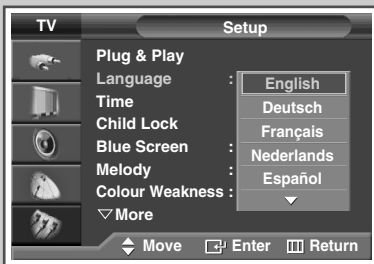 TV Setup
Plug & Play
Language : English
Time Deutsch
Child Lock Français
Blue Screen : Nederlands
Melody : Español
Colour Weakness :
▽More
Move Enter Return